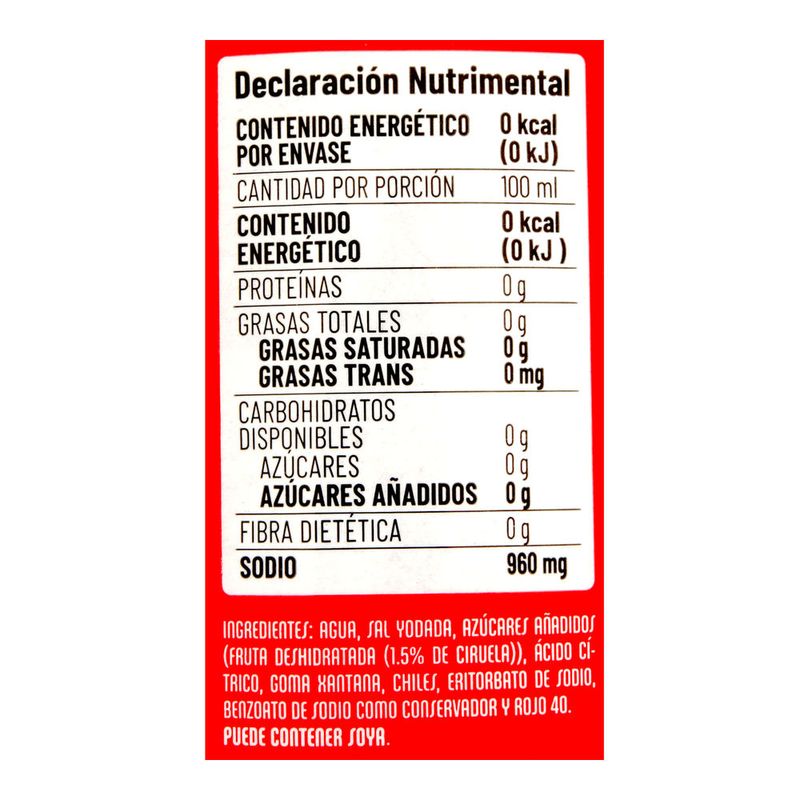 Declaración Nutrimental
CONTENIDO ENERGÉTICO 0 kcal
POR ENVASE (0 kJ)
CANTIDAD POR PORCIÓN 100 ml
CONTENIDO 0 kcal
ENERGÉTICO (0 kJ )
PROTEÍNAS 0 g
GRASAS TOTALES 0 g
GRASAS SATURADAS 0 g
GRASAS TRANS 0 mg
CARBOHIDRATOS
DISPONIBLES 0 g
AZÚCARES 0 g
AZÚCARES AÑADIDOS 0 g
FIBRA DIETÉTICA 0 g
SODIO 960 mg
INGREDIENTES: AGUA, SAL YODADA, AZÚCARES AÑADIDOS
(FRUTA DESHIDRATADA (1.5% DE CIRUELA)), ÁCIDO CÍ-
TRICO, GOMA XANTANA, CHILES, ERITORBATO DE SODIO,
BENZOATO DE SODIO COMO CONSERVADOR Y ROJO 40.
PUEDE CONTENER SOYA.